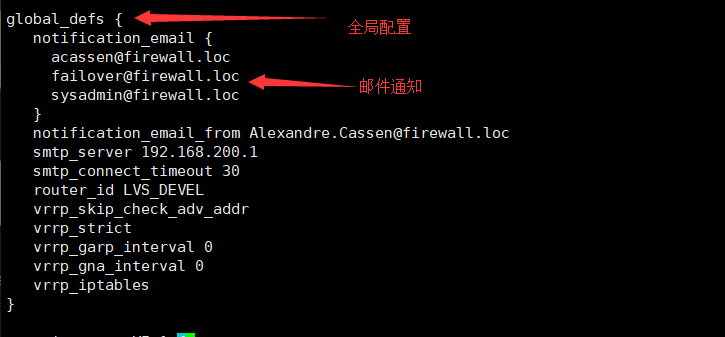 global_defs {
全局配置
notification_email {
acassen@firewall.loc
failover@firewall.loc
邮件通知
sysadmin@firewall.loc
}
notification_email_from Alexandre.Cassen@firewall.loc
smtp_server 192.168.200.1
smtp_connect_timeout 30
router_id LVS_DEVEL
vrrp_skip_check_adv_addr
vrrp_strict
vrrp_garp_interval 0
vrrp_gna_interval 0
vrrp_iptables
}